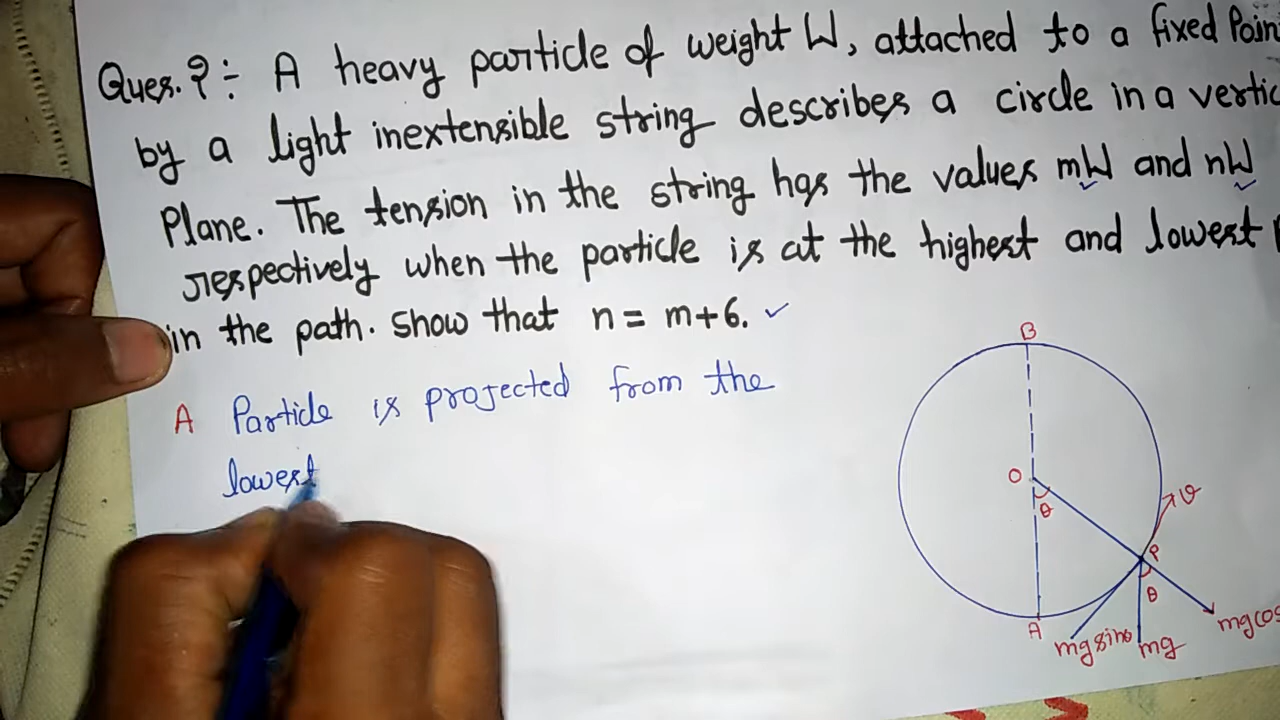 Ques.?÷ A heavy particle of weight W, attached to a fixed Poin
by a light inextensible string describes a circle in a vertic
Plane. The tension in the string has the values mW and nW
respectively when the particle is at the highest and lowest
in the path. Show that n = m+6. ✓
A Particle is projected from the
lowest
B
O
θ
v
P
θ
A
mg sinθ
mg
mg cos